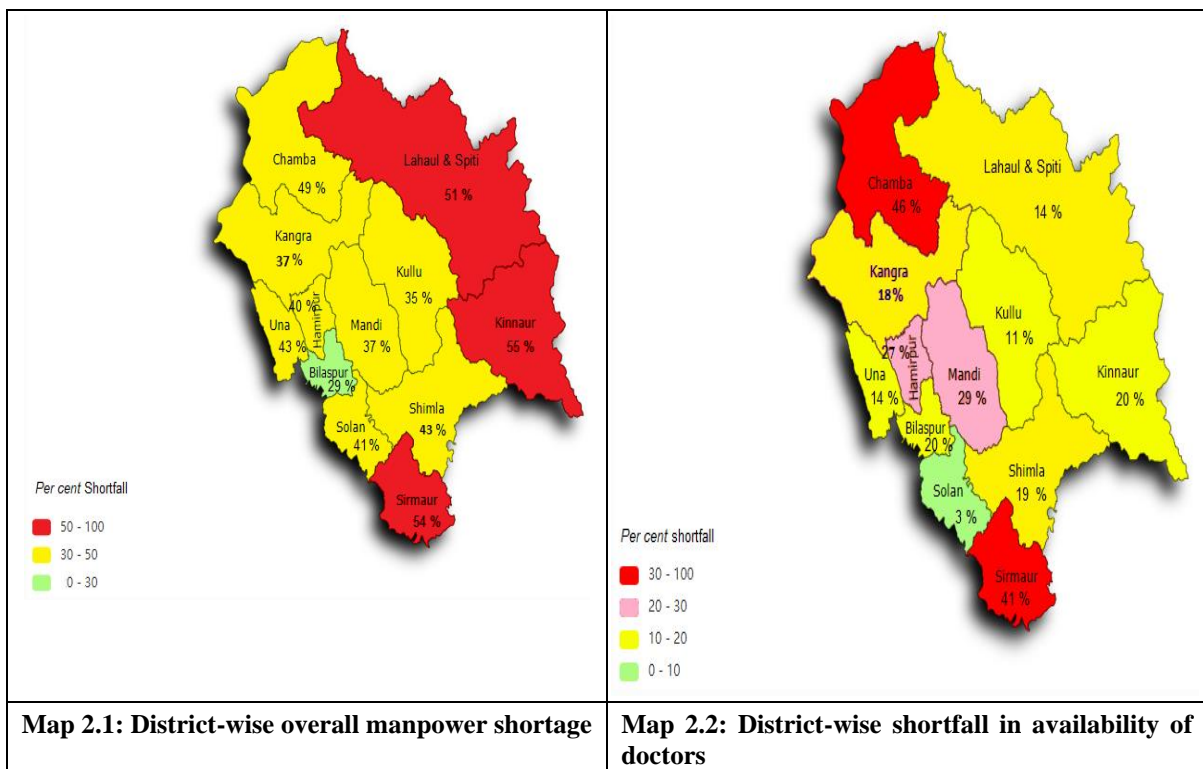 Chamba
49 %
Lahaul & Spiti
51 %
Kangra
37 %
Kullu
35 %
40 %
Hamirpur
Mandi
37 %
Una
43 %
Kinnaur
55 %
Bilaspur
29 %
Shimla
43 %
Solan
41 %
Sirmaur
54 %
Per cent Shortfall
50 - 100
30 - 50
0 - 30
Map 2.1: District-wise overall manpower shortage
Lahaul & Spiti
14 %
Chamba
46 %
Kangra
18%
Kullu
11 %
27 %
Hamirpur
Mandi
29 %
Una
14 %
Kinnaur
20 %
Bilaspur
20 %
Shimla
19 %
Solan
3 %
Sirmaur
41 %
Per cent shortfall
30 - 100
20 - 30
10 - 20
0 - 10
Map 2.2: District-wise shortfall in availability of
doctors